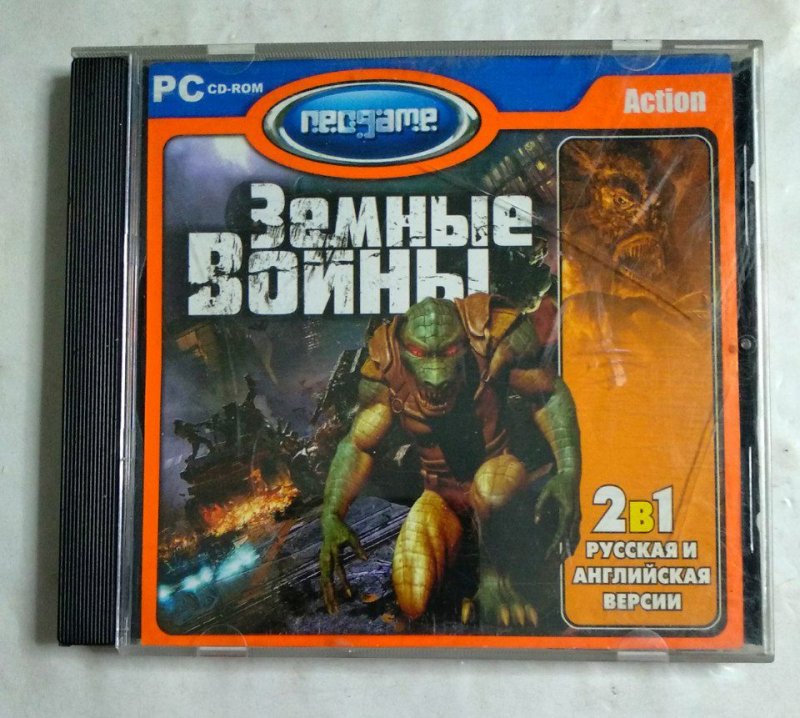 PC CD-ROM
neogame
Action
Земные
Войны
2в1
РУССКАЯ И
АНГЛИЙСКАЯ
ВЕРСИИ